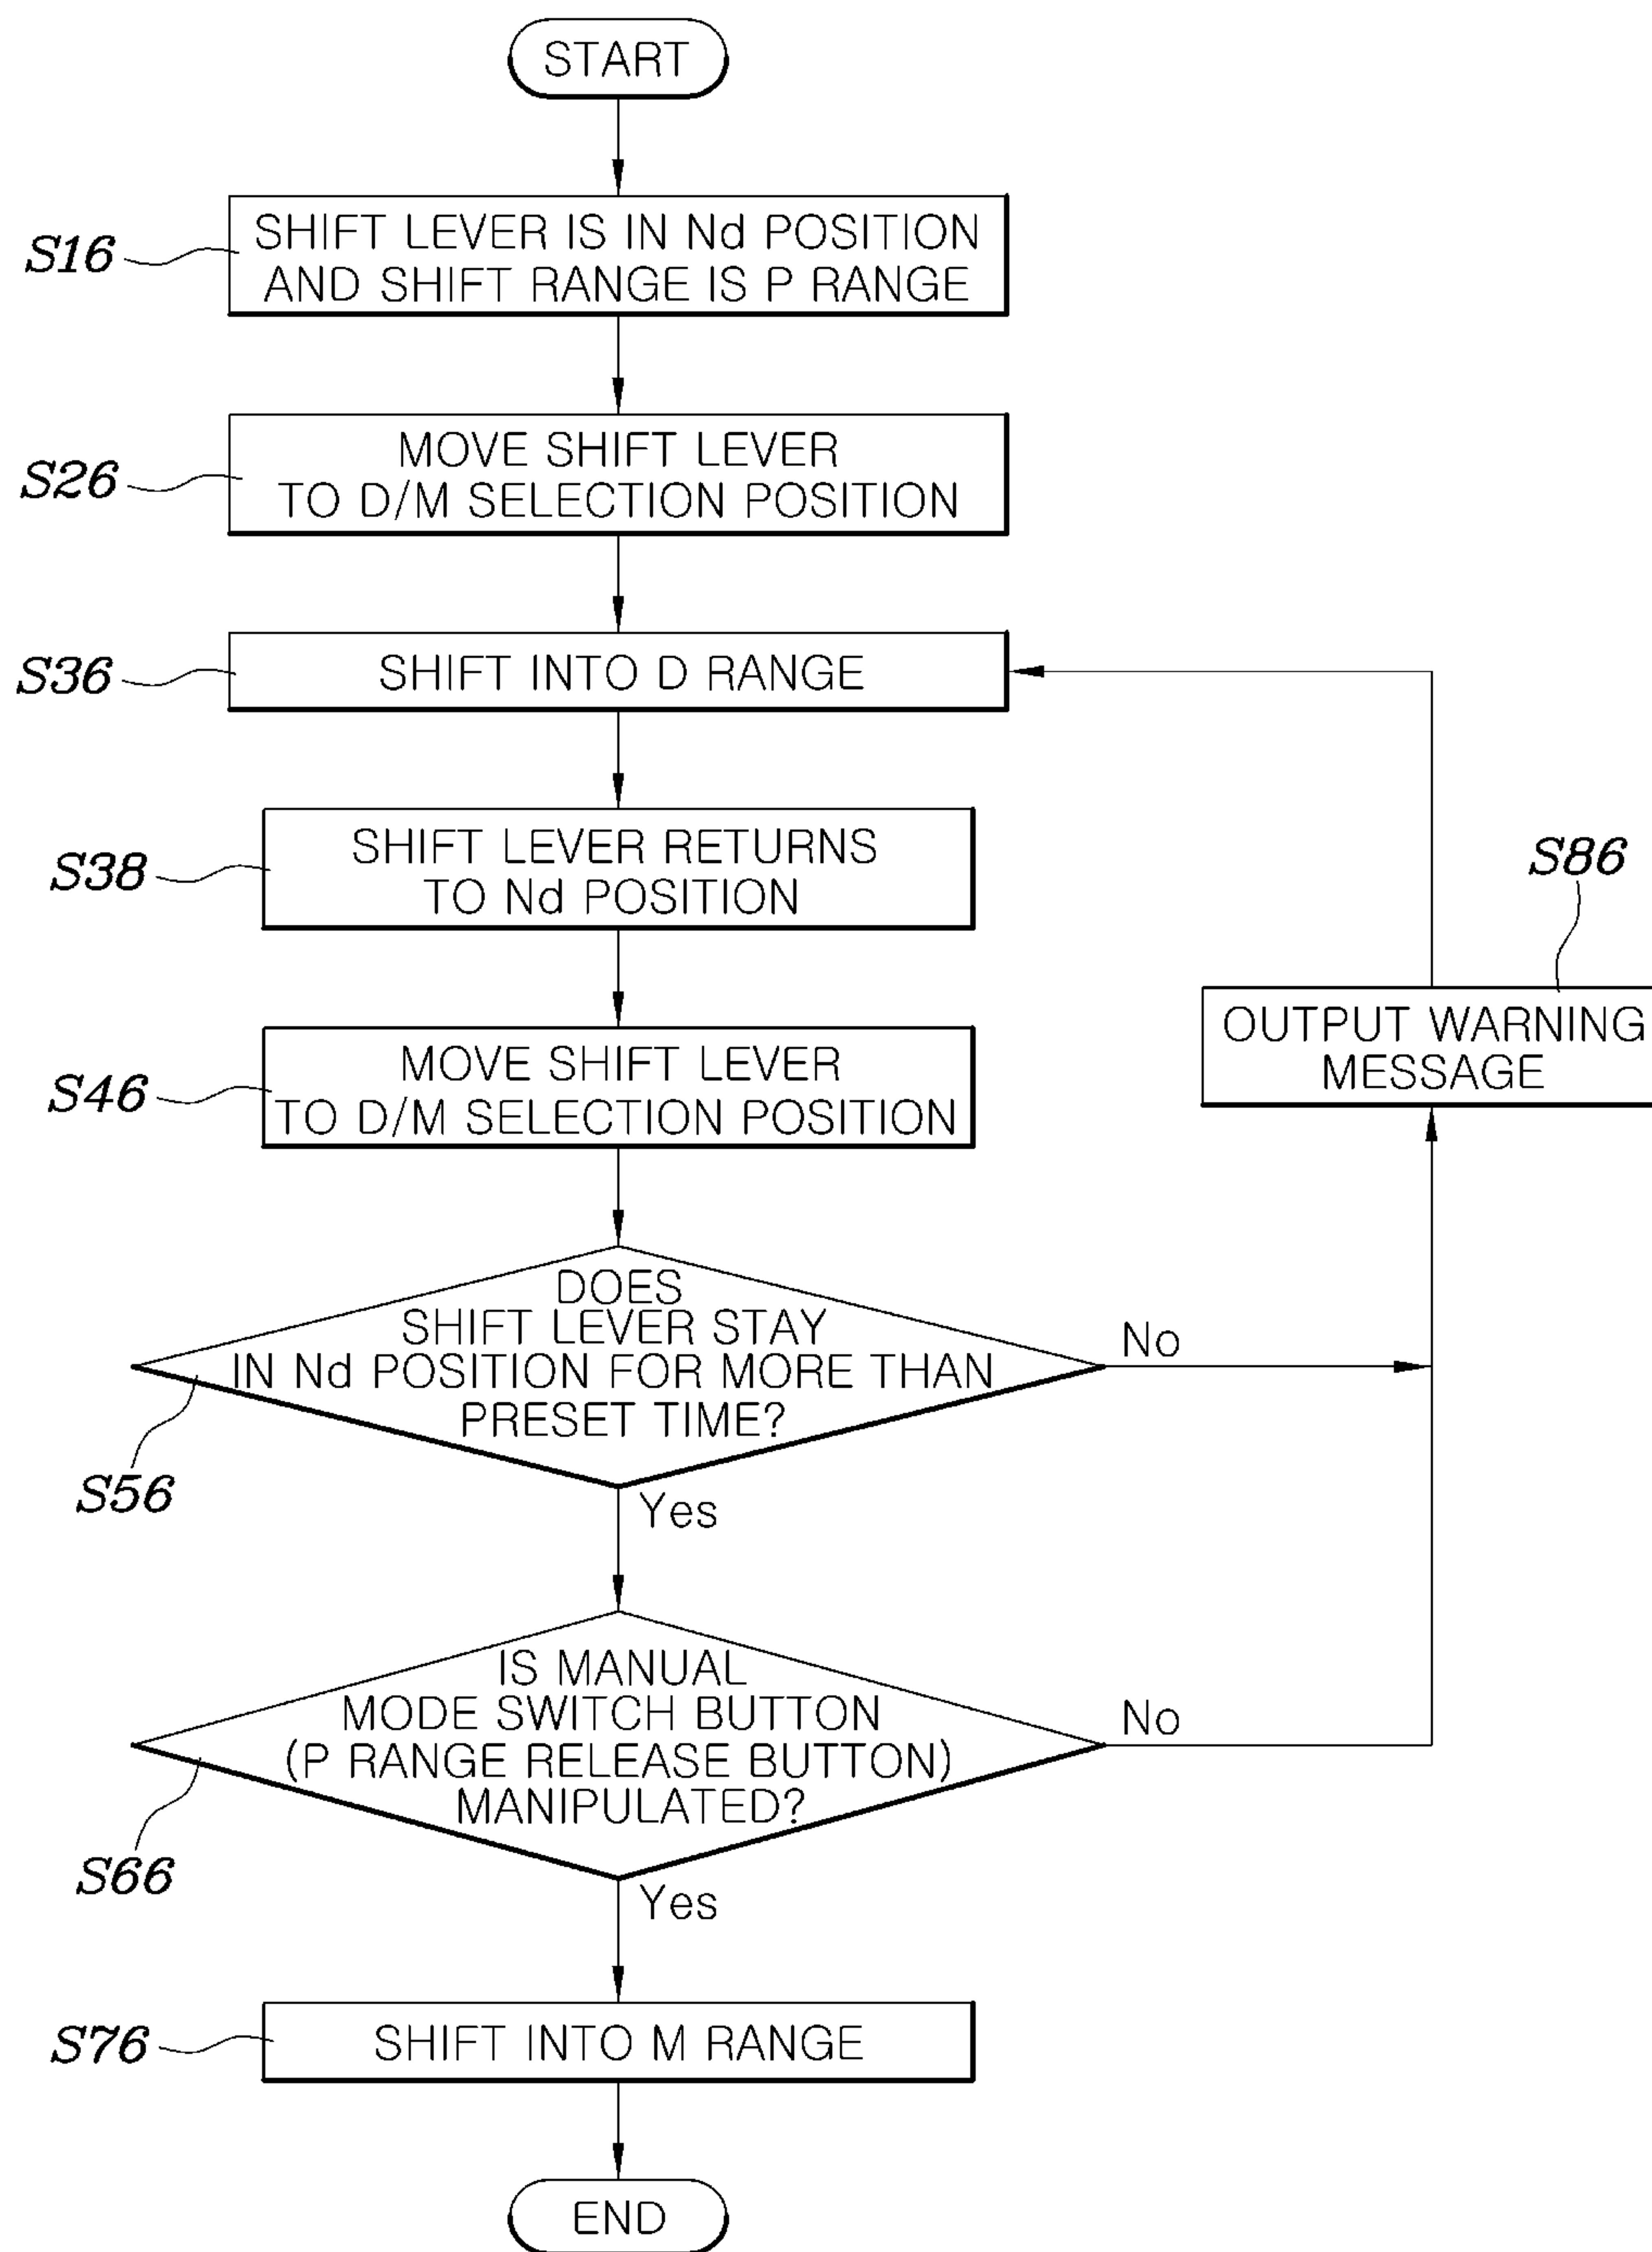 START
S16
SHIFT LEVER IS IN Nd POSITION
AND SHIFT RANGE IS P RANGE
S26
MOVE SHIFT LEVER
TO D/M SELECTION POSITION
S36
SHIFT INTO D RANGE
S38
SHIFT LEVER RETURNS
TO Nd POSITION
S86
OUTPUT WARNING
MESSAGE
S46
MOVE SHIFT LEVER
TO D/M SELECTION POSITION
DOES
SHIFT LEVER STAY
IN Nd POSITION FOR MORE THAN
PRESET TIME?
No
S56
Yes
IS MANUAL
MODE SWITCH BUTTON
(P RANGE RELEASE BUTTON)
MANIPULATED?
No
S66
Yes
S76
SHIFT INTO M RANGE
END